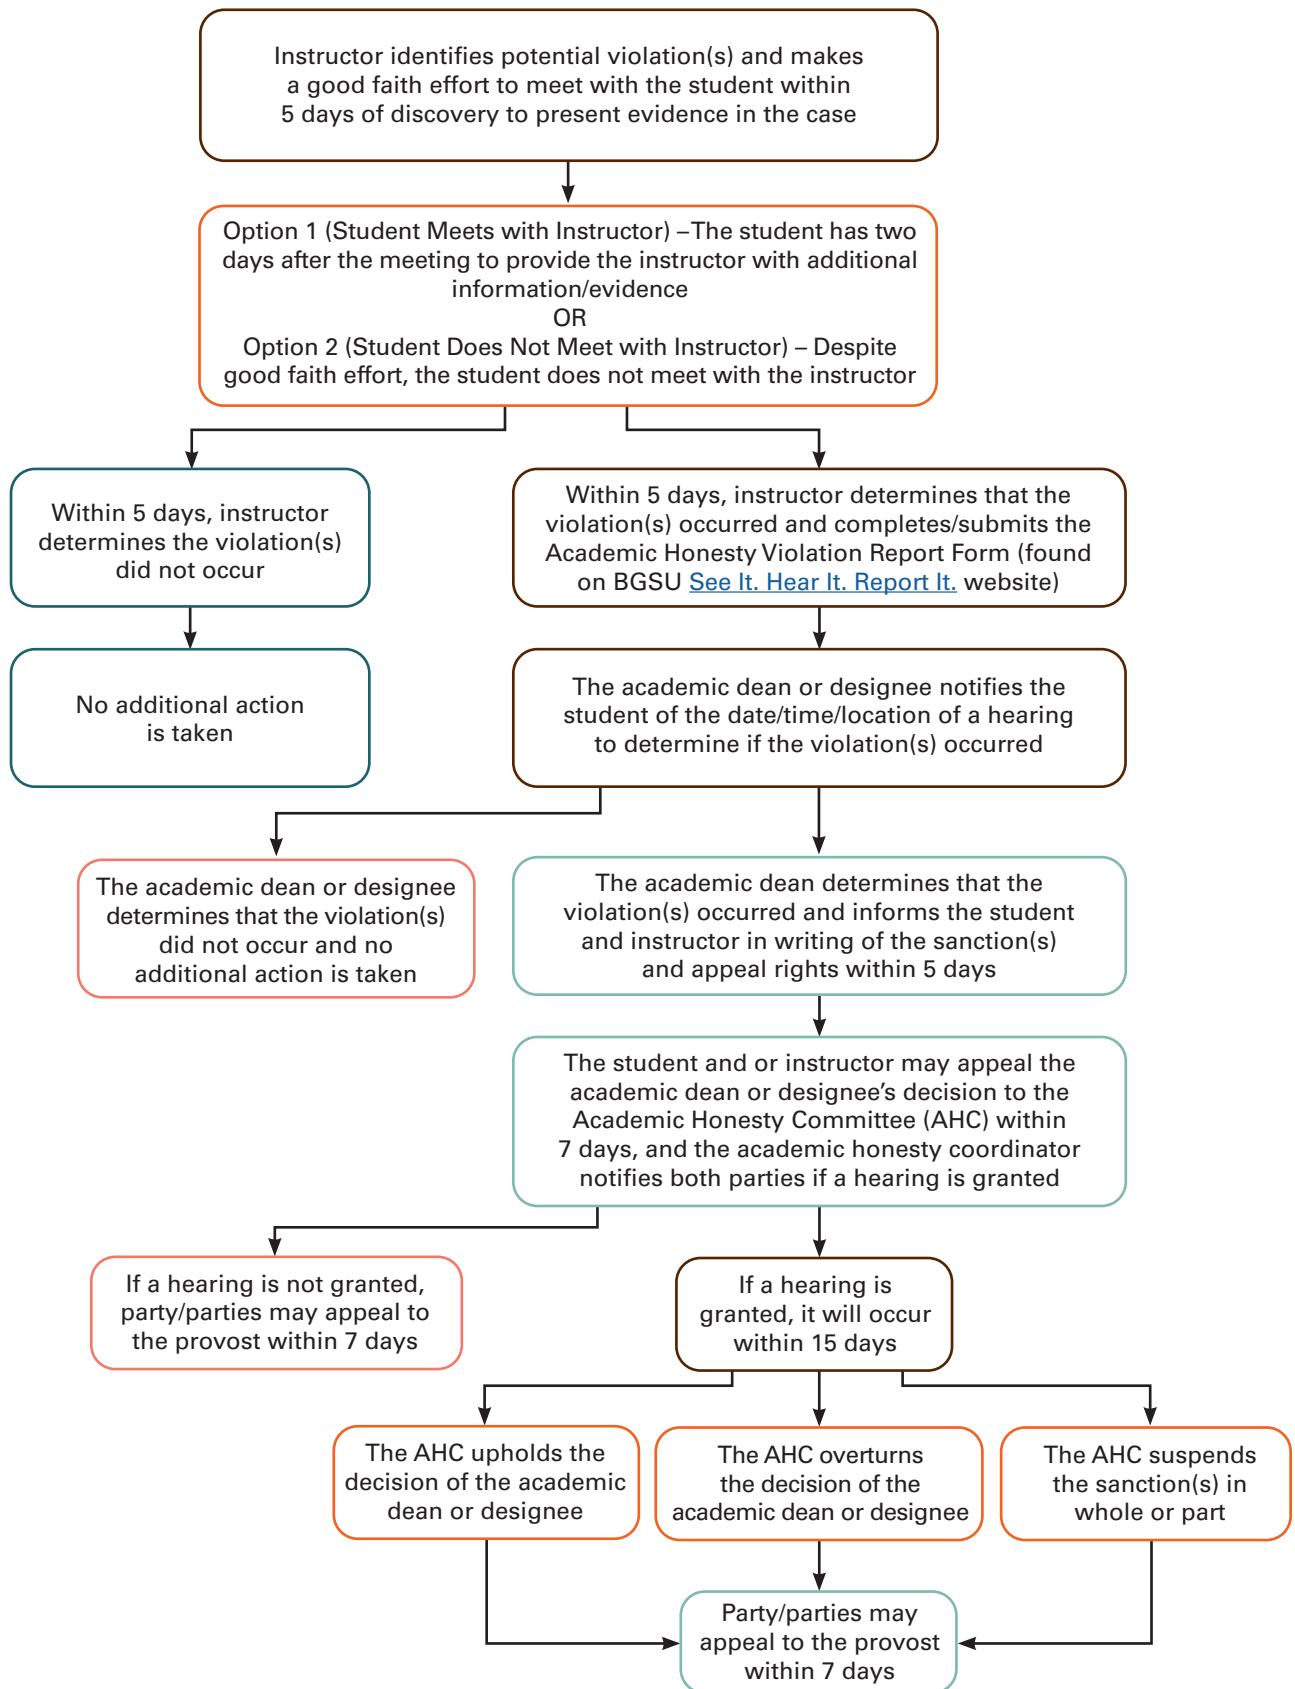 Instructor identifies potential violation(s) and makes
a good faith effort to meet with the student within
5 days of discovery to present evidence in the case
Option 1 (Student Meets with Instructor) –The student has two
days after the meeting to provide the instructor with additional
information/evidence
OR
Option 2 (Student Does Not Meet with Instructor) – Despite
good faith effort, the student does not meet with the instructor
Within 5 days, instructor
determines the violation(s)
did not occur
Within 5 days, instructor determines that the
violation(s) occurred and completes/submits the
Academic Honesty Violation Report Form (found
on BGSU See It. Hear It. Report It. website)
No additional action
is taken
The academic dean or designee notifies the
student of the date/time/location of a hearing
to determine if the violation(s) occurred
The academic dean or designee
determines that the violation(s)
did not occur and no
additional action is taken
The academic dean determines that the
violation(s) occurred and informs the student
and instructor in writing of the sanction(s)
and appeal rights within 5 days
The student and or instructor may appeal the
academic dean or designee’s decision to the
Academic Honesty Committee (AHC) within
7 days, and the academic honesty coordinator
notifies both parties if a hearing is granted
If a hearing is not granted,
party/parties may appeal to
the provost within 7 days
If a hearing is
granted, it will occur
within 15 days
The AHC upholds the
decision of the academic
dean or designee
The AHC overturns
the decision of the
academic dean or designee
The AHC suspends
the sanction(s) in
whole or part
Party/parties may
appeal to the provost
within 7 days